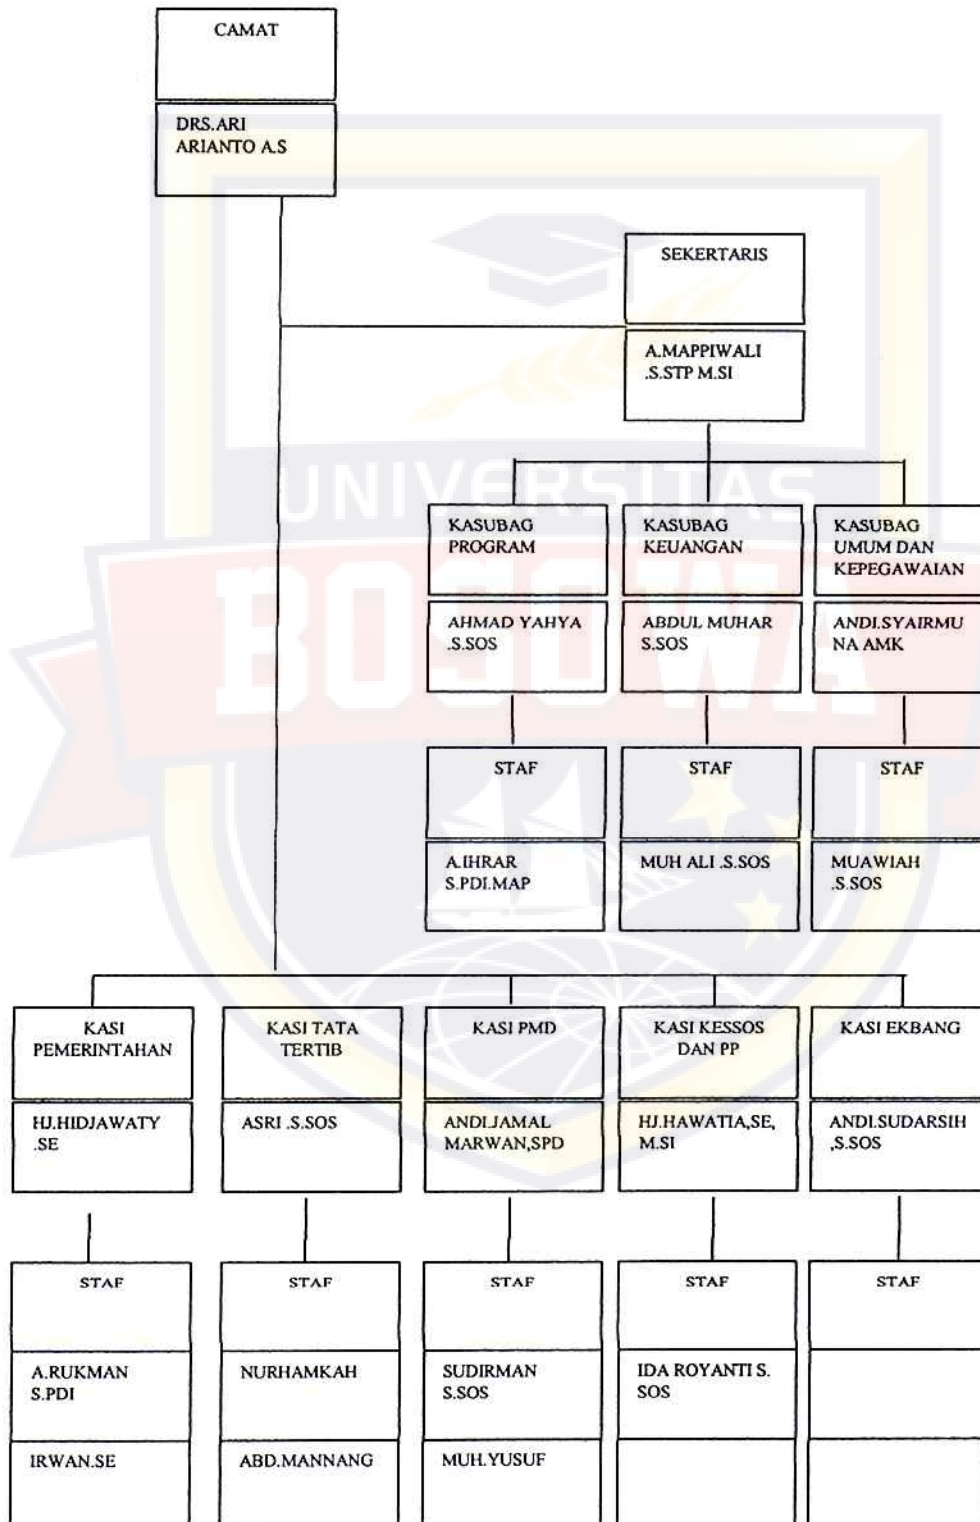 CAMAT
DRS.ARI
ARIANTO A.S
SEKERTARIS
A.MAPPIWALI
.S.STP M.SI
UNIVERSITAS
BOSOWA
KASUBAG
PROGRAM
KASUBAG
KEUANGAN
KASUBAG
UMUM DAN
KEPEGAWAIAN
AHMAD YAHYA
.S.SOS
ABDUL MUHAR
S.SOS
ANDI.SYAIRMU
NA AMK
STAF
STAF
STAF
A.IHRAR
S.PDI.MAP
MUH ALI .S.SOS
MUAWIAH
.S.SOS
KASI
PEMERINTAHAN
KASI TATA
TERTIB
KASI PMD
KASI KESSOS
DAN PP
KASI EKBANG
HJ.HIDJAWATY
.SE
ASRI .S.SOS
ANDI.JAMAL
MARWAN,SPD
HJ.HAWATIA,SE,
M.SI
ANDI.SUDARSIH
,S.SOS
STAF
STAF
STAF
STAF
STAF
A.RUKMAN
S.PDI
NURHAMKAH
SUDIRMAN
S.SOS
IDA ROYANTI S.
SOS
IRWAN.SE
ABD.MANNANG
MUH.YUSUF